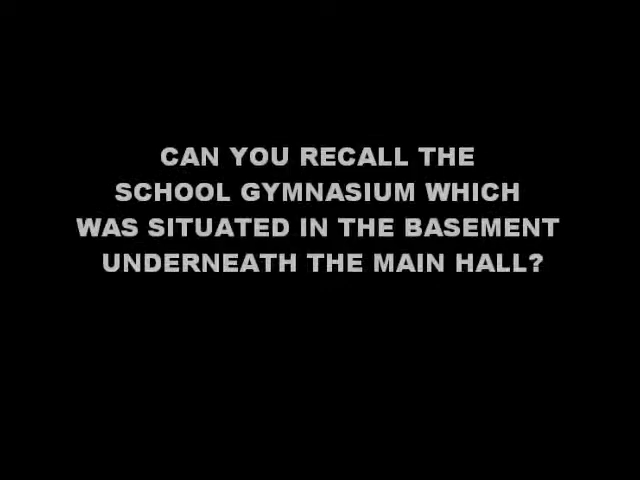 CAN YOU RECALL THE
SCHOOL GYMNASIUM WHICH
WAS SITUATED IN THE BASEMENT
UNDERNEATH THE MAIN HALL?